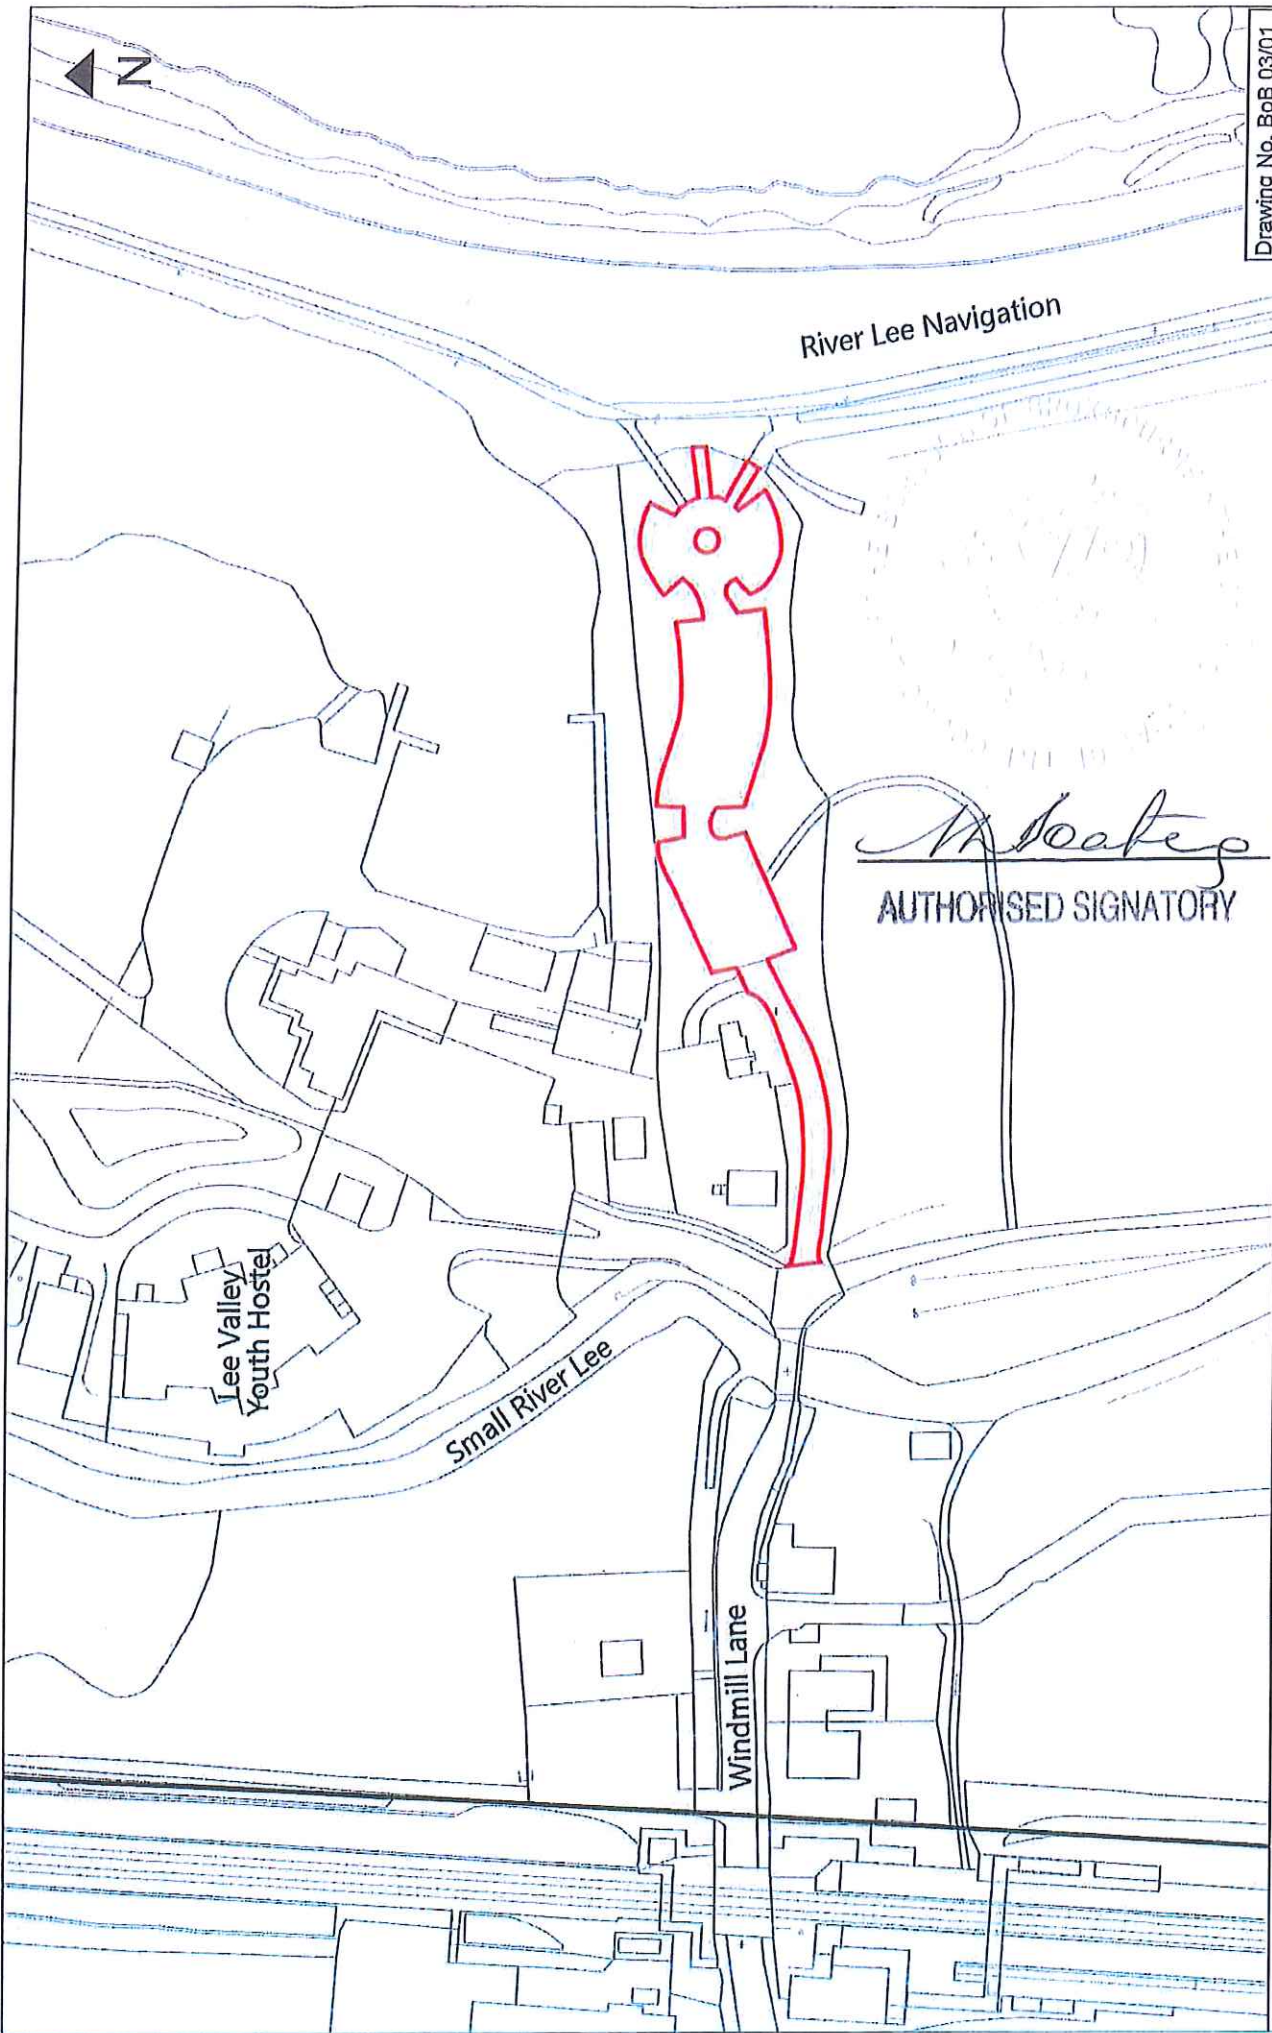 N
Drawing No. BoB 03/01
River Lee Navigation
AUTHORISED SIGNATORY
Lee Valley
Youth Hostel
Small River Lee
Windmill Lane